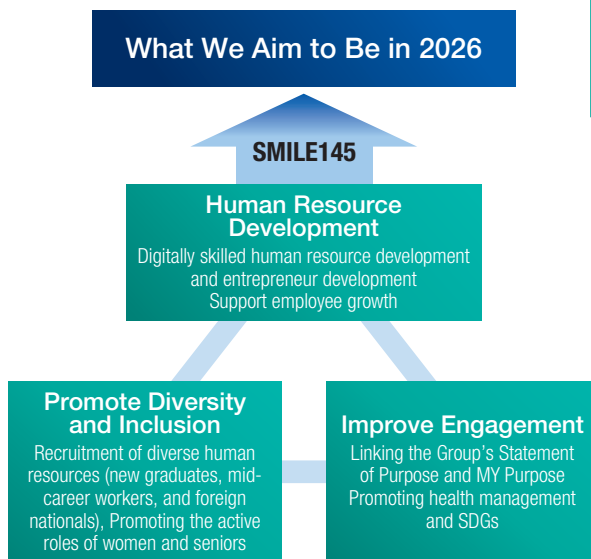 What We Aim to Be in 2026
SMILE145
Human Resource
Development
Digitally skilled human resource development
and entrepreneur development
Support employee growth
Promote Diversity
and Inclusion
Recruitment of diverse human
resources (new graduates, mid-
career workers, and foreign
nationals), Promoting the active
roles of women and seniors
Improve Engagement
Linking the Group's Statement
of Purpose and MY Purpose
Promoting health management
and SDGs